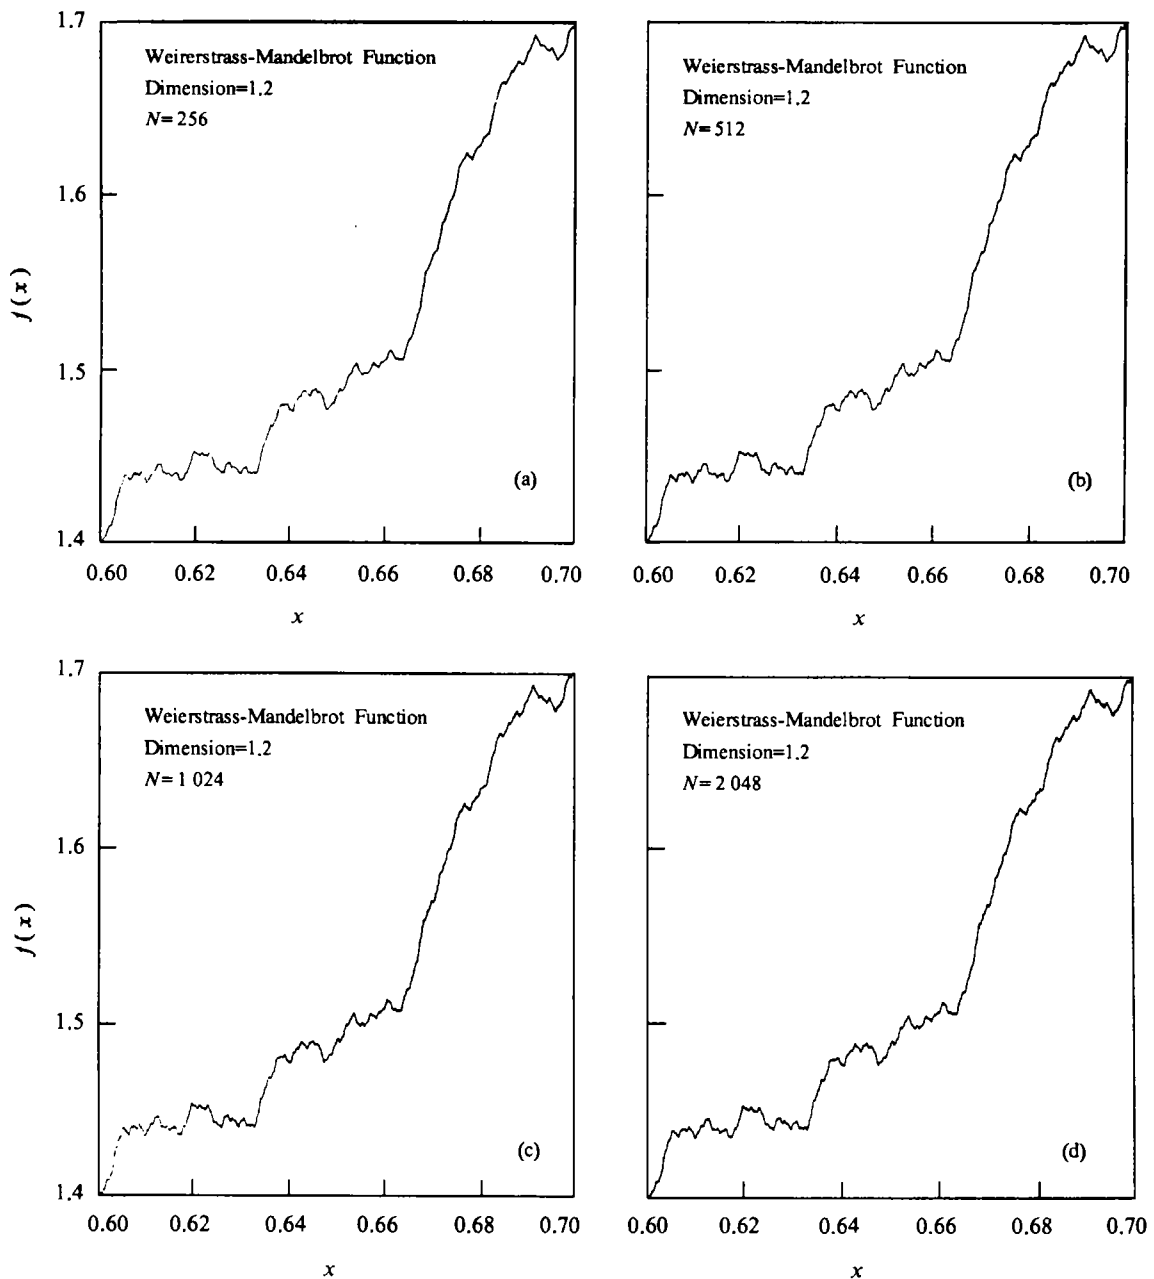 1.7
Weirerstrass-Mandelbrot Function
Dimension=1.2
N=256
1.6
f(x)
1.5
(a)
1.4
0.60 0.62 0.64 0.66 0.68 0.70
x
Weierstrass-Mandelbrot Function
Dimension=1.2
N=512
(b)
0.60 0.62 0.64 0.66 0.68 0.70
x
1.7
Weierstrass-Mandelbrot Function
Dimension=1.2
N=1 024
1.6
f(x)
1.5
(c)
1.4
0.60 0.62 0.64 0.66 0.68 0.70
x
Weierstrass-Mandelbrot Function
Dimension=1.2
N=2 048
(d)
0.60 0.62 0.64 0.66 0.68 0.70
x